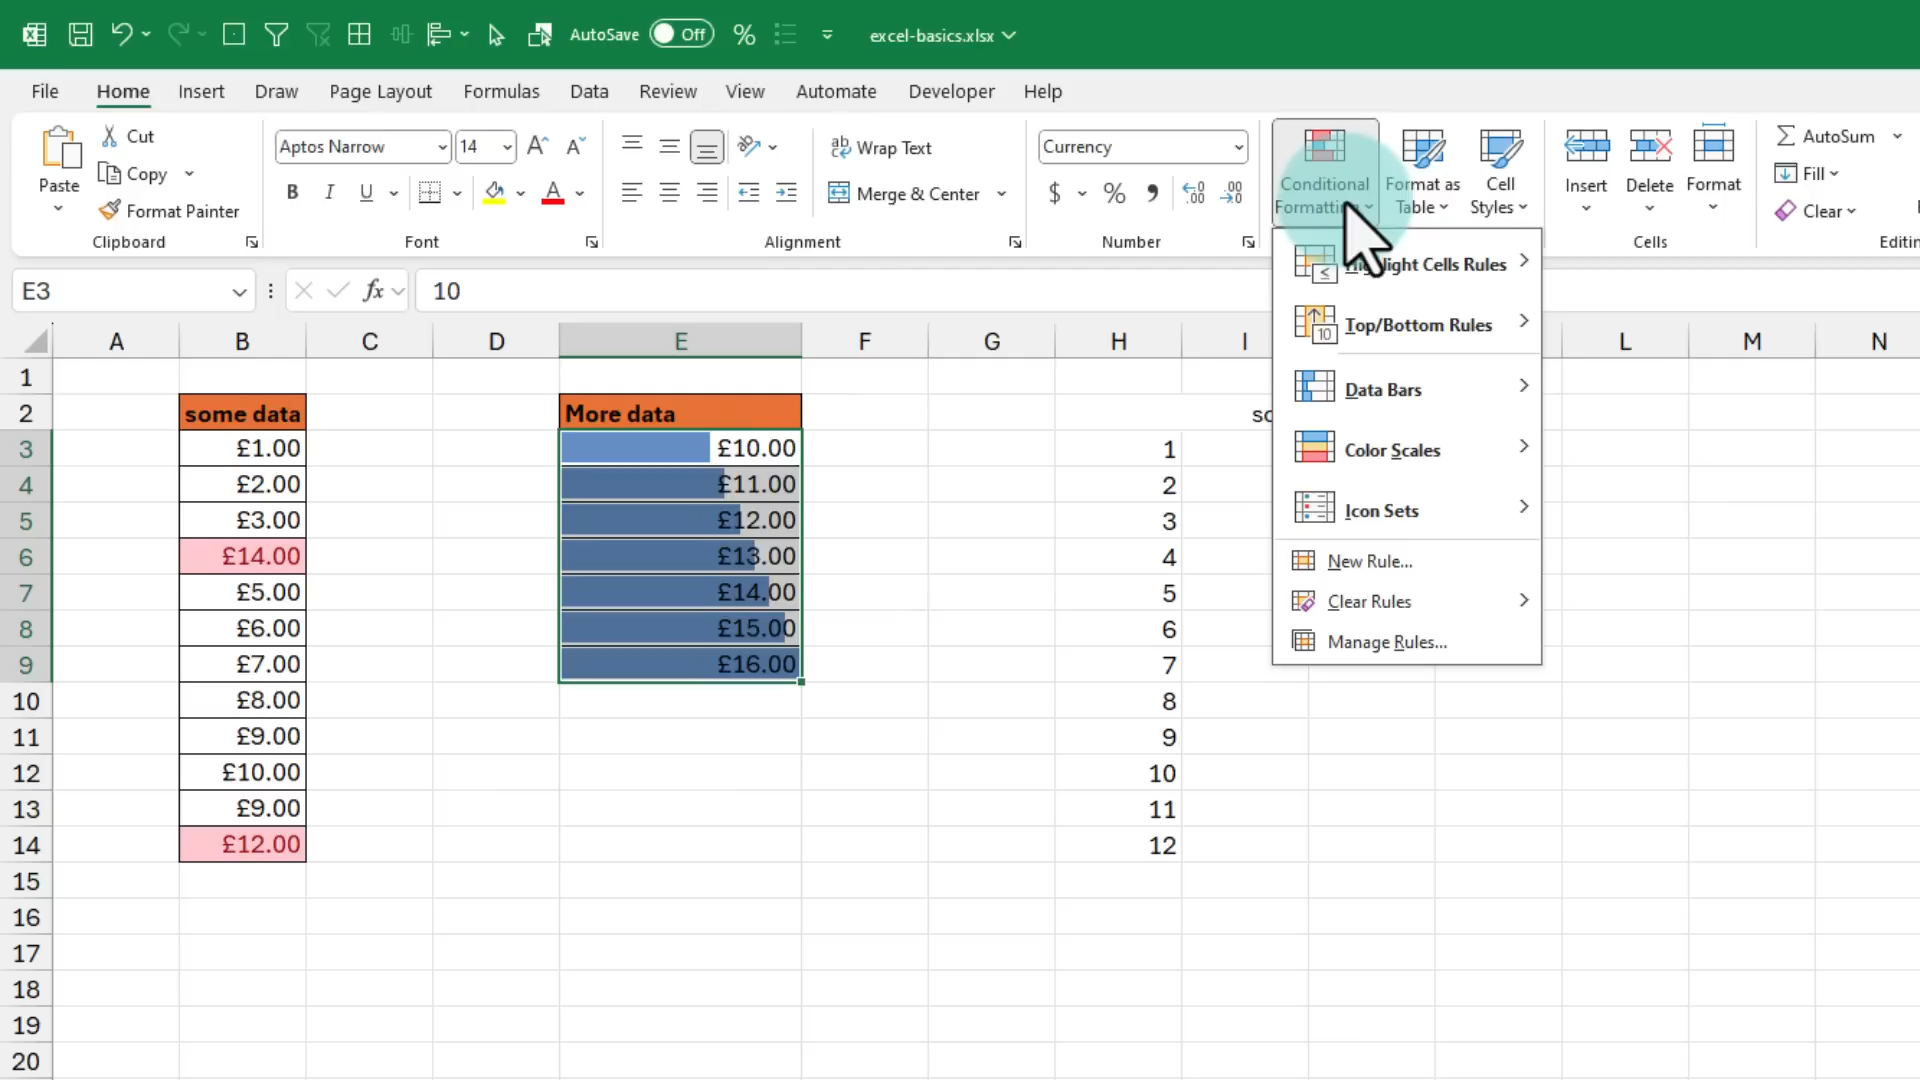 AutoSave Off excel-basics.xlsx
File Home Insert Draw Page Layout Formulas Data Review View Automate Developer Help
Paste
Cut
Copy
Format Painter
Clipboard
Aptos Narrow 14
B I U A
Font
Wrap Text
Merge & Center
Alignment
Currency
$ % 9 .00
Number
Conditional Formatting
Format as Table
Cell Styles
Insert Delete Format
Cells
AutoSum
Fill
Clear
E3 fx 10
A B C D E F G H I L M N
1
2 some data More data
3 £1.00 £10.00 1
4 £2.00 £11.00 2
5 £3.00 £12.00 3
6 £14.00 £13.00 4
7 £5.00 £14.00 5
8 £6.00 £15.00 6
9 £7.00 £16.00 7
10 £8.00 8
11 £9.00 9
12 £10.00 10
13 £9.00 11
14 £12.00 12
15
16
17
18
19
20
Highlight Cells Rules
Top/Bottom Rules
Data Bars
Color Scales
Icon Sets
New Rule...
Clear Rules
Manage Rules...